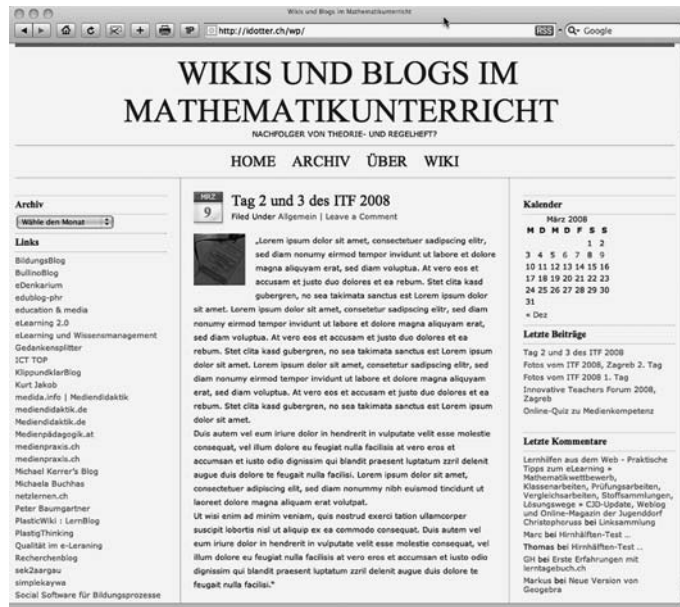 Wikis und Blogs im Mathematikunterricht
http://idotter.ch/wp/
RSS
Google
WIKIS UND BLOGS IM
MATHEMATIKUNTERRICHT
NACHFOLGER VON THEORIE- UND REGELHEFT?
HOME ARCHIV ÜBER WIKI
Archiv
Wähle den Monat
Links
BildungsBlog
BullinoBlog
eDenkarium
edublog-phr
education & media
eLearning 2.0
eLearning und Wissensmanagement
Gedankensplitter
ICT TOP
KlippundklarBlog
Kurt Jakob
medida.info | Mediendidaktik
mediendidaktik.de
Mediendidaktik.de
Medienpädagogik.at
medienpraxis.ch
medienpraxis.ch
Michael Kerrer's Blog
Michaela Buchhas
netzlernen.ch
Peter Baumgartner
PlasticWiki : LernBlog
PlastigThinking
Qualität im e-Leraning
Recherchenblog
sek2aargau
simplekaywa
Social Software für Bildungsprozesse
MRZ
9
Tag 2 und 3 des ITF 2008
Filed Under Allgemein | Leave a Comment
„Lorem ipsum dolor sit amet, consectetuer sadipscing elitr,
sed diam nonumy eirmod tempor invidunt ut labore et dolore
magna aliquyam erat, sed diam voluptua. At vero eos et
accusam et justo duo dolores et ea rebum. Stet clita kasd
gubergren, no sea takimata sanctus est Lorem ipsum dolor
sit amet. Lorem ipsum dolor sit amet, consetetur sadipscing elitr, sed diam
nonumy eirmod tempor invidunt ut labore et dolore magna aliquyam erat,
sed diam voluptua. At vero eos et accusam et justo duo dolores et ea
rebum. Stet clita kasd gubergren, no sea takimata sanctus est Lorem ipsum
dolor sit amet. Lorem ipsum dolor sit amet, consetetur sadipscing elitr, sed
diam nonumy eirmod tempor invidunt ut labore et dolore magna aliquyam
erat, sed diam voluptua. At vero eos et accusam et justo duo dolores et ea
rebum. Stet clita kasd gubergren, no sea takimata sanctus est Lorem ipsum
dolor sit amet.
Duis autem vel eum iriure dolor in hendrerit in vulputate velit esse molestie
consequat, vel illum dolore eu feugiat nulla facilisis at vero eros et
accumsan et iusto odio dignissim qui blandit praesent luptatum zzril delenit
augue duis dolore te feugait nulla facilisi. Lorem ipsum dolor sit amet,
consectetuer adipiscing elit, sed diam nonummy nibh euismod tincidunt ut
laoreet dolore magna aliquam erat volutpat.
Ut wisi enim ad minim veniam, quis nostrud exerci tation ullamcorper
suscipit lobortis nisl ut aliquip ex ea commodo consequat. Duis autem vel
eum iriure dolor in hendrerit in vulputate velit esse molestie consequat, vel
illum dolore eu feugiat nulla facilisis at vero eros et accumsan et iusto odio
dignissim qui blandit praesent luptatum zzril delenit augue duis dolore te
feugait nulla facilisi."
Kalender
März 2008
M D M D F S S
1 2
3 4 5 6 7 8 9
10 11 12 13 14 15 16
17 18 19 20 21 22 23
24 25 26 27 28 29 30
31
« Dez
Letzte Beiträge
Tag 2 und 3 des ITF 2008
Fotos vom ITF 2008, Zagreb 2. Tag
Fotos vom ITF 2008 1. Tag
Innovative Teachers Forum 2008,
Zagreb
Online-Quiz zu Medienkompetenz
Letzte Kommentare
Lernhilfen aus dem Web - Praktische
Tipps zum eLearning +
Mathematikwettbewerb,
Klassenarbeiten, Prüfungsarbeiten,
Vergleichsarbeiten, Stoffsammlungen,
Lösungswege + CJD-Update, Weblog
und Online-Magazin der Jugenddorf
Christophoruss bei Linksammlung
Marc bei Hirnhälften-Test ..
Thomas bei Hirnhälften-Test ..
GH bei Erste Erfahrungen mit
lerntagebuch.ch
Markus bei Neue Version von
Geogebra